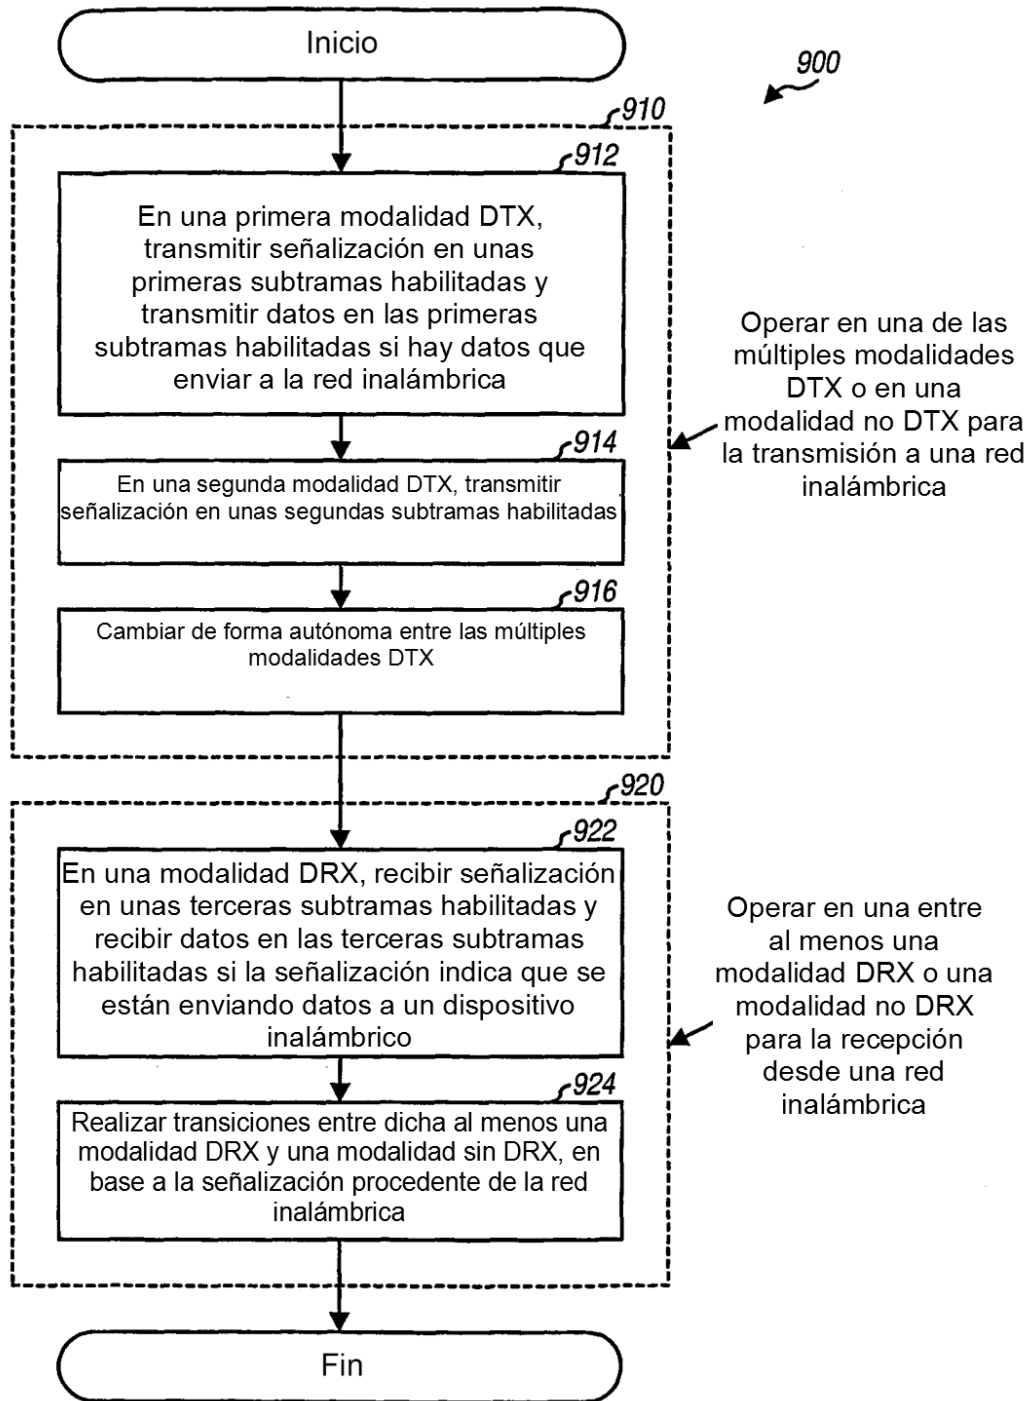 Inicio
900
910
912
En una primera modalidad DTX,
transmitir señalización en unas
primeras subtramas habilitadas y
transmitir datos en las primeras
subtramas habilitadas si hay datos que
enviar a la red inalámbrica
Operar en una de las
múltiples modalidades
DTX o en una
modalidad no DTX para
la transmisión a una red
inalámbrica
914
En una segunda modalidad DTX, transmitir
señalización en unas segundas subtramas habilitadas
916
Cambiar de forma autónoma entre las múltiples
modalidades DTX
920
922
En una modalidad DRX, recibir señalización
en unas terceras subtramas habilitadas y
recibir datos en las terceras subtramas
habilitadas si la señalización indica que se
están enviando datos a un dispositivo
inalámbrico
Operar en una entre
al menos una
modalidad DRX o una
modalidad no DRX
para la recepción
desde una red
inalámbrica
924
Realizar transiciones entre dicha al menos una
modalidad DRX y una modalidad sin DRX, en
base a la señalización procedente de la red
inalámbrica
Fin